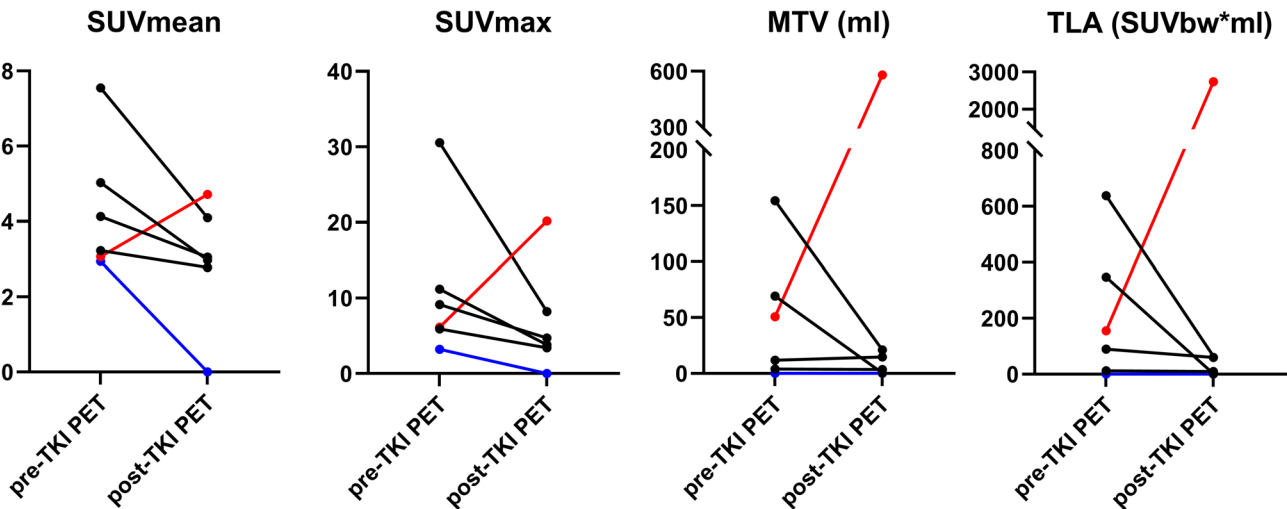 SUVmean
8
6
4
2
0
pre-TKI PET
post-TKI PET
SUVmax
40
30
20
10
0
pre-TKI PET
post-TKI PET
MTV (ml)
600
300
200
150
100
50
0
pre-TKI PET
post-TKI PET
TLA (SUVbw*ml)
3000
2000
800
600
400
200
0
pre-TKI PET
post-TKI PET